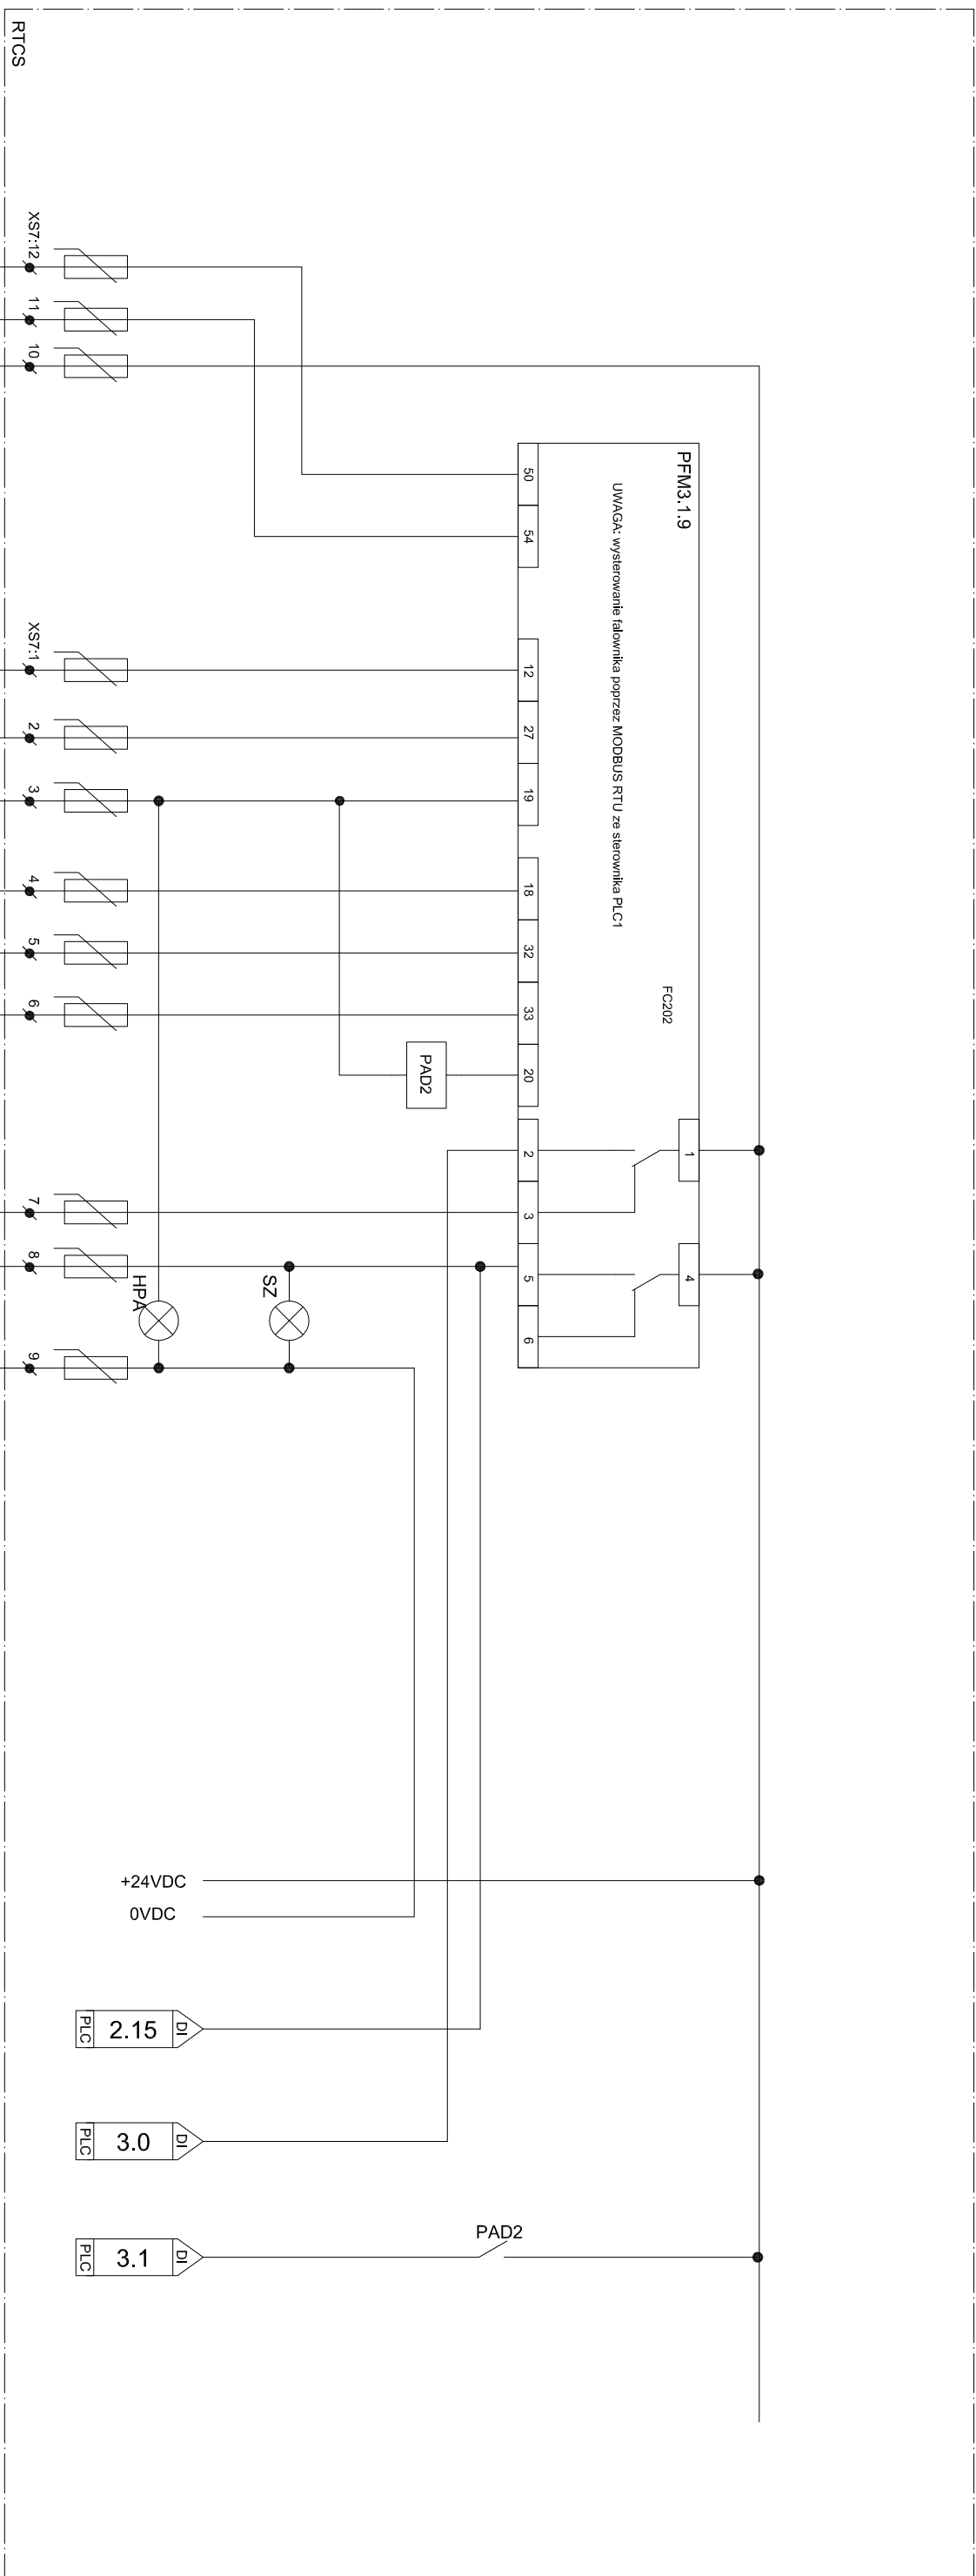 RTCS
XS7:12
11
10
PFM3.1.9
UWAGA: wysterowanie falownika poprzez MODBUS RTU ze sterownika PLC1
FC202
50
54
XS7:1
12
2
27
3
19
4
18
5
32
6
33
PAD2
20
2
1
7
3
8
5
4
HPA
SZ
6
9
+24VDC
0VDC
PLC 2.15 DI
PLC 3.0 DI
PAD2
PLC 3.1 DI